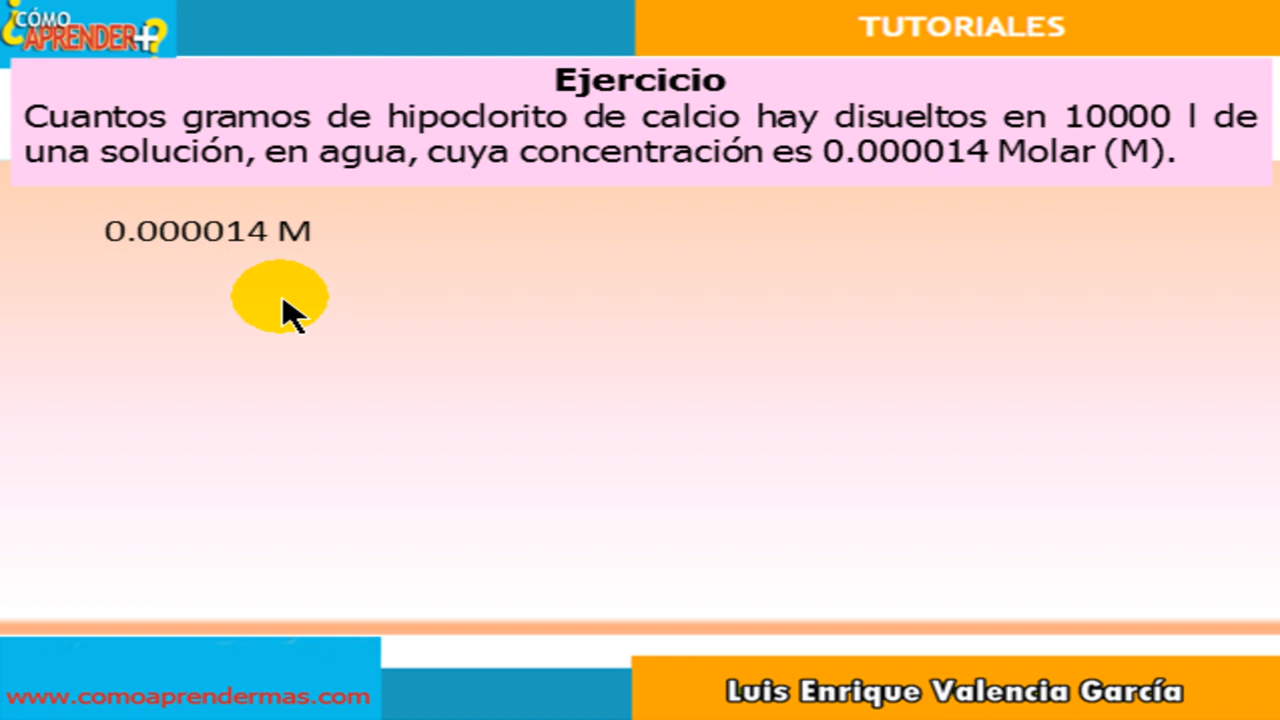 ¿CÓMO
APRENDER+?
TUTORIALES
Ejercicio
Cuantos gramos de hipoclorito de calcio hay disueltos en 10000 l de
una solución, en agua, cuya concentración es 0.000014 Molar (M).
0.000014 M
www.comoaprendermas.com
Luis Enrique Valencia García